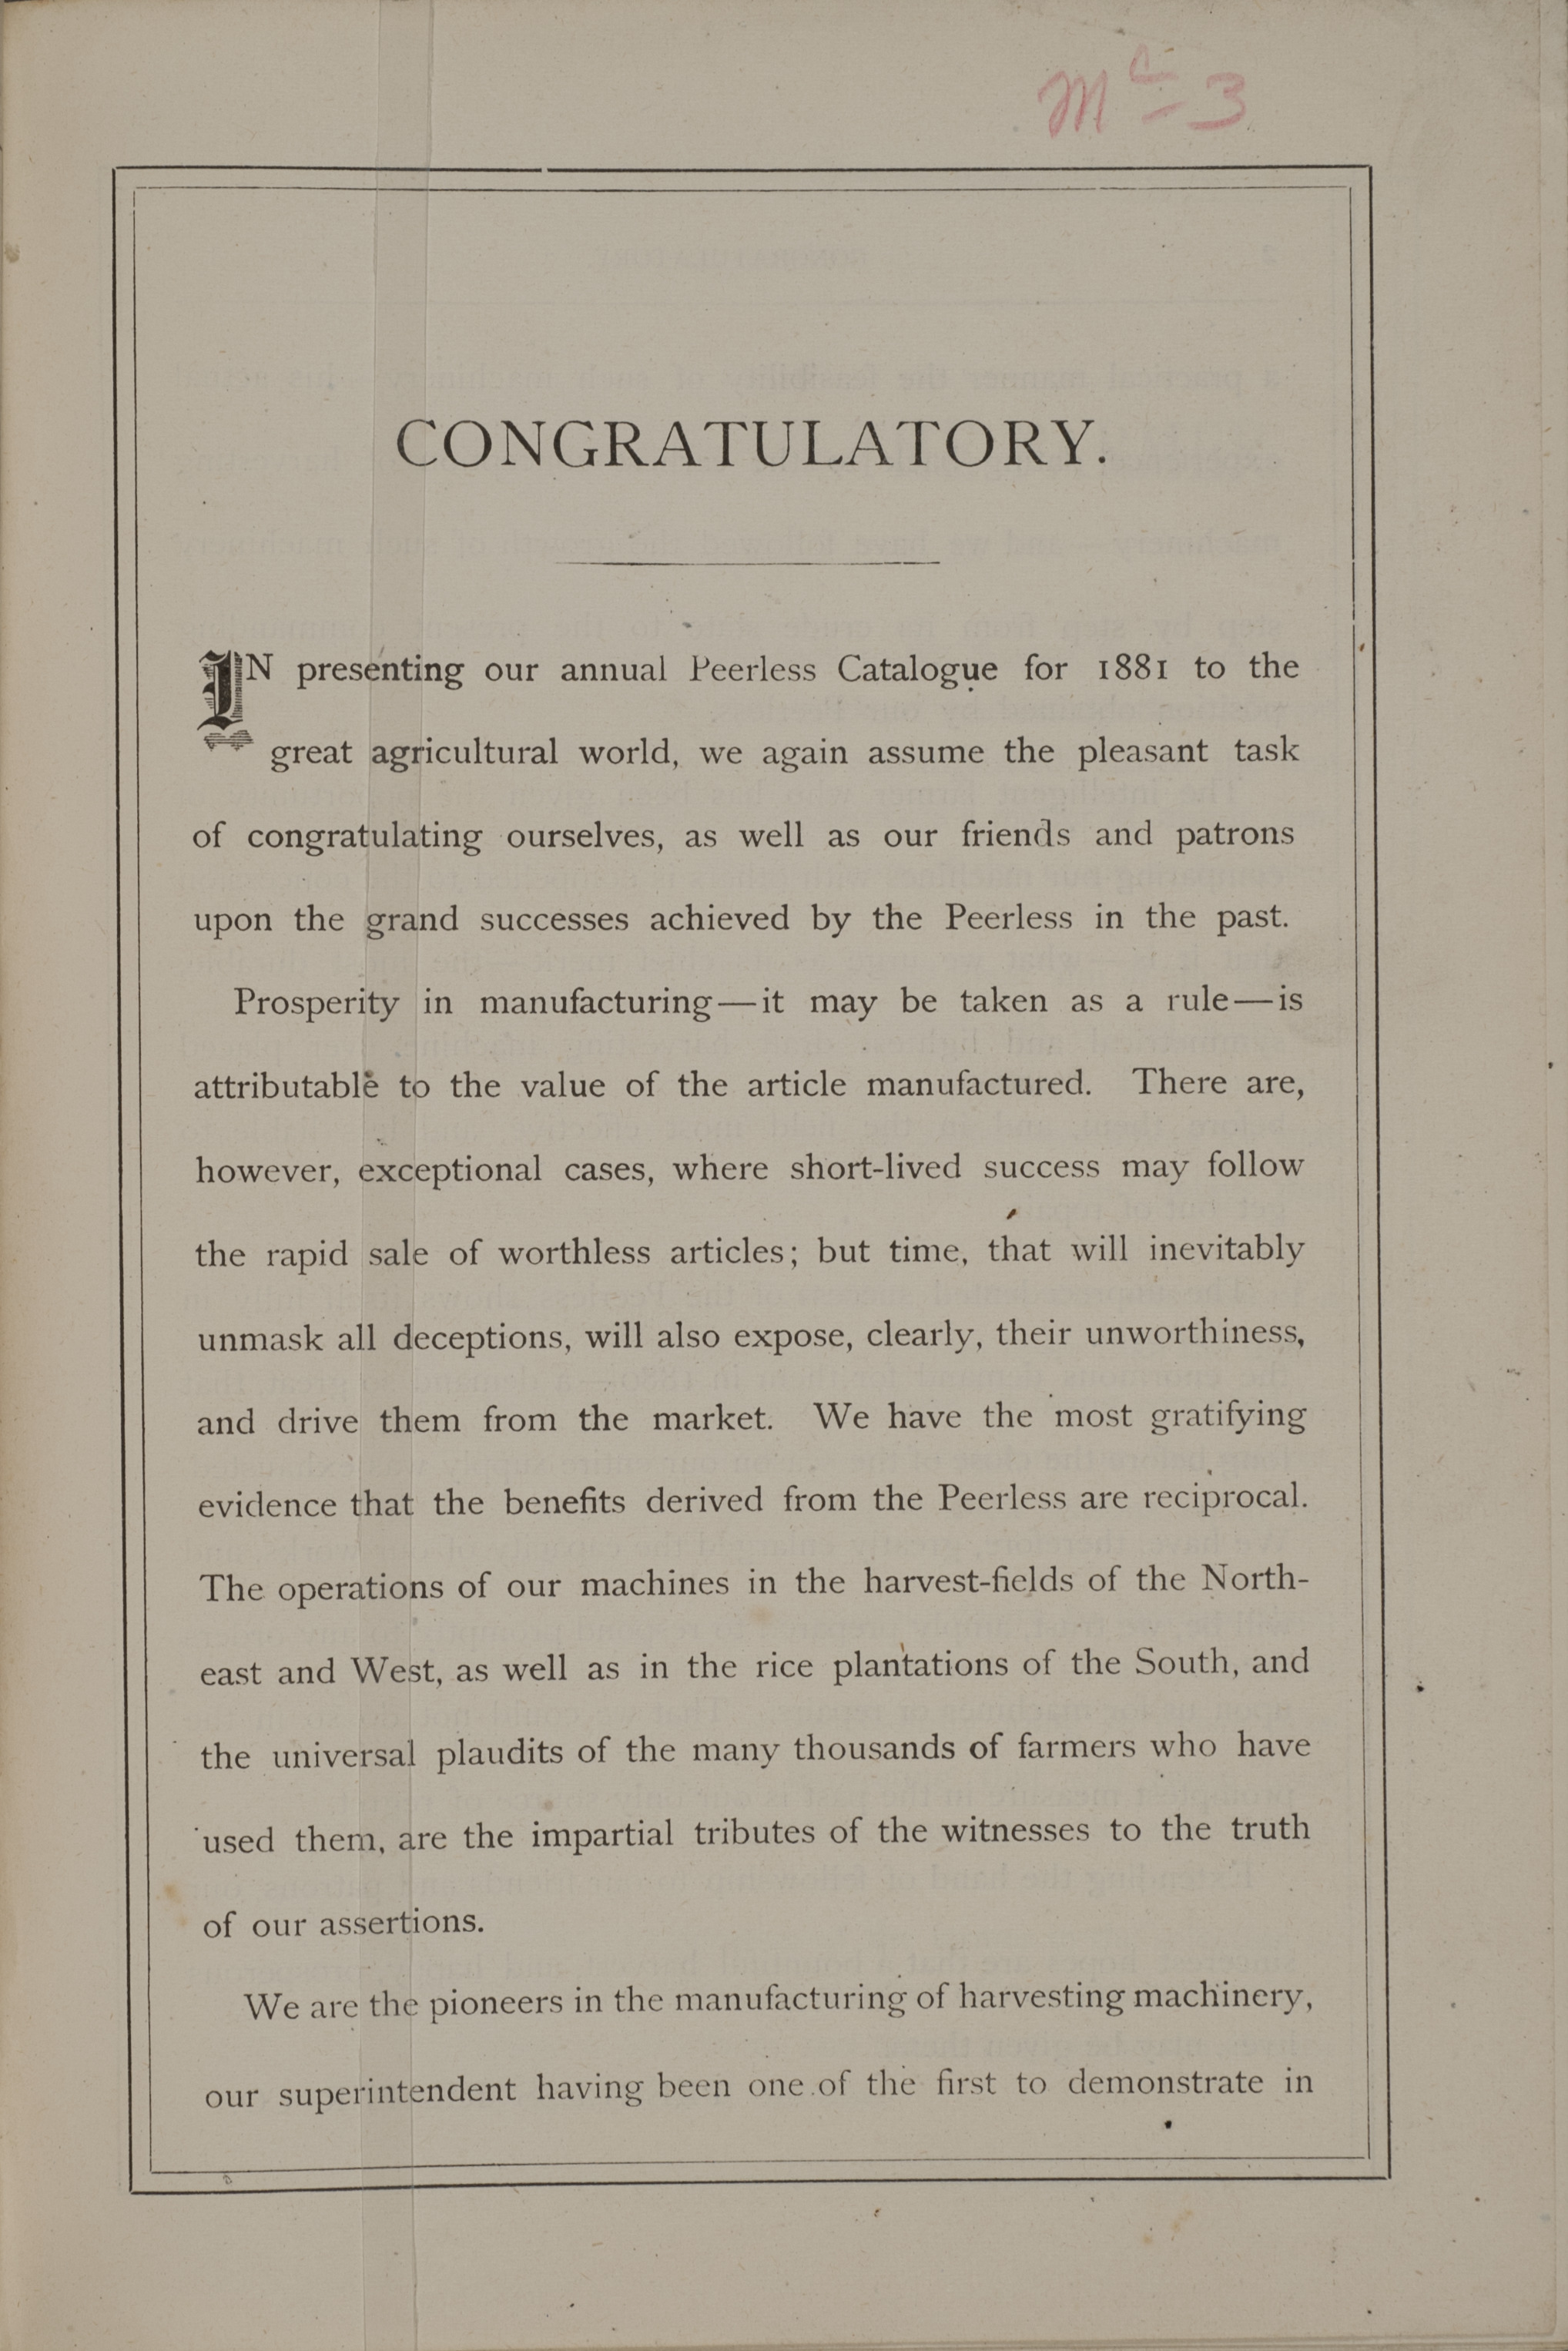 Mc 3
CONGRATULATORY.
IN presenting our annual Peerless Catalogue for 1881 to the
great agricultural world, we again assume the pleasant task
of congratulating ourselves, as well as our friends and patrons
upon the grand successes achieved by the Peerless in the past.
Prosperity in manufacturing—it may be taken as a rule—is
attributable to the value of the article manufactured. There are,
however, exceptional cases, where short-lived success may follow
the rapid sale of worthless articles; but time, that will inevitably
unmask all deceptions, will also expose, clearly, their unworthiness,
and drive them from the market. We have the most gratifying
evidence that the benefits derived from the Peerless are reciprocal.
The operations of our machines in the harvest-fields of the North-
east and West, as well as in the rice plantations of the South, and
the universal plaudits of the many thousands of farmers who have
used them, are the impartial tributes of the witnesses to the truth
of our assertions.
We are the pioneers in the manufacturing of harvesting machinery,
our superintendent having been one of the first to demonstrate in